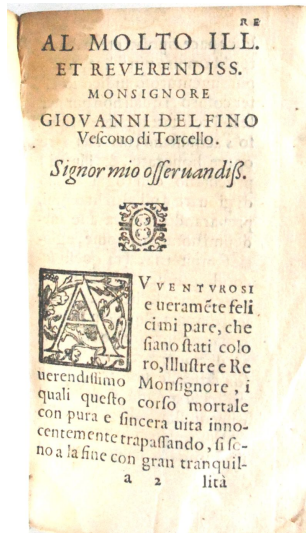 RE
AL MOLTO ILL.
ET REVERENDISS.
MONSIGNORE
GIOVANNI DELFINO
Veſcouo di Torcello.
Signor mio oſſeruandiß.
AVVENTVROSI
e ueramẽte feli
ci mi pare, che
ſiano ſtati colo
ro, Illuſtre e Re
uerendiſſimo Monſignore, i
quali queſto corſo mortale
con pura e ſincera uita inno-
centemente trapaſſando, ſi ſe-
no a la fine con gran tranquil-
a 2 lità